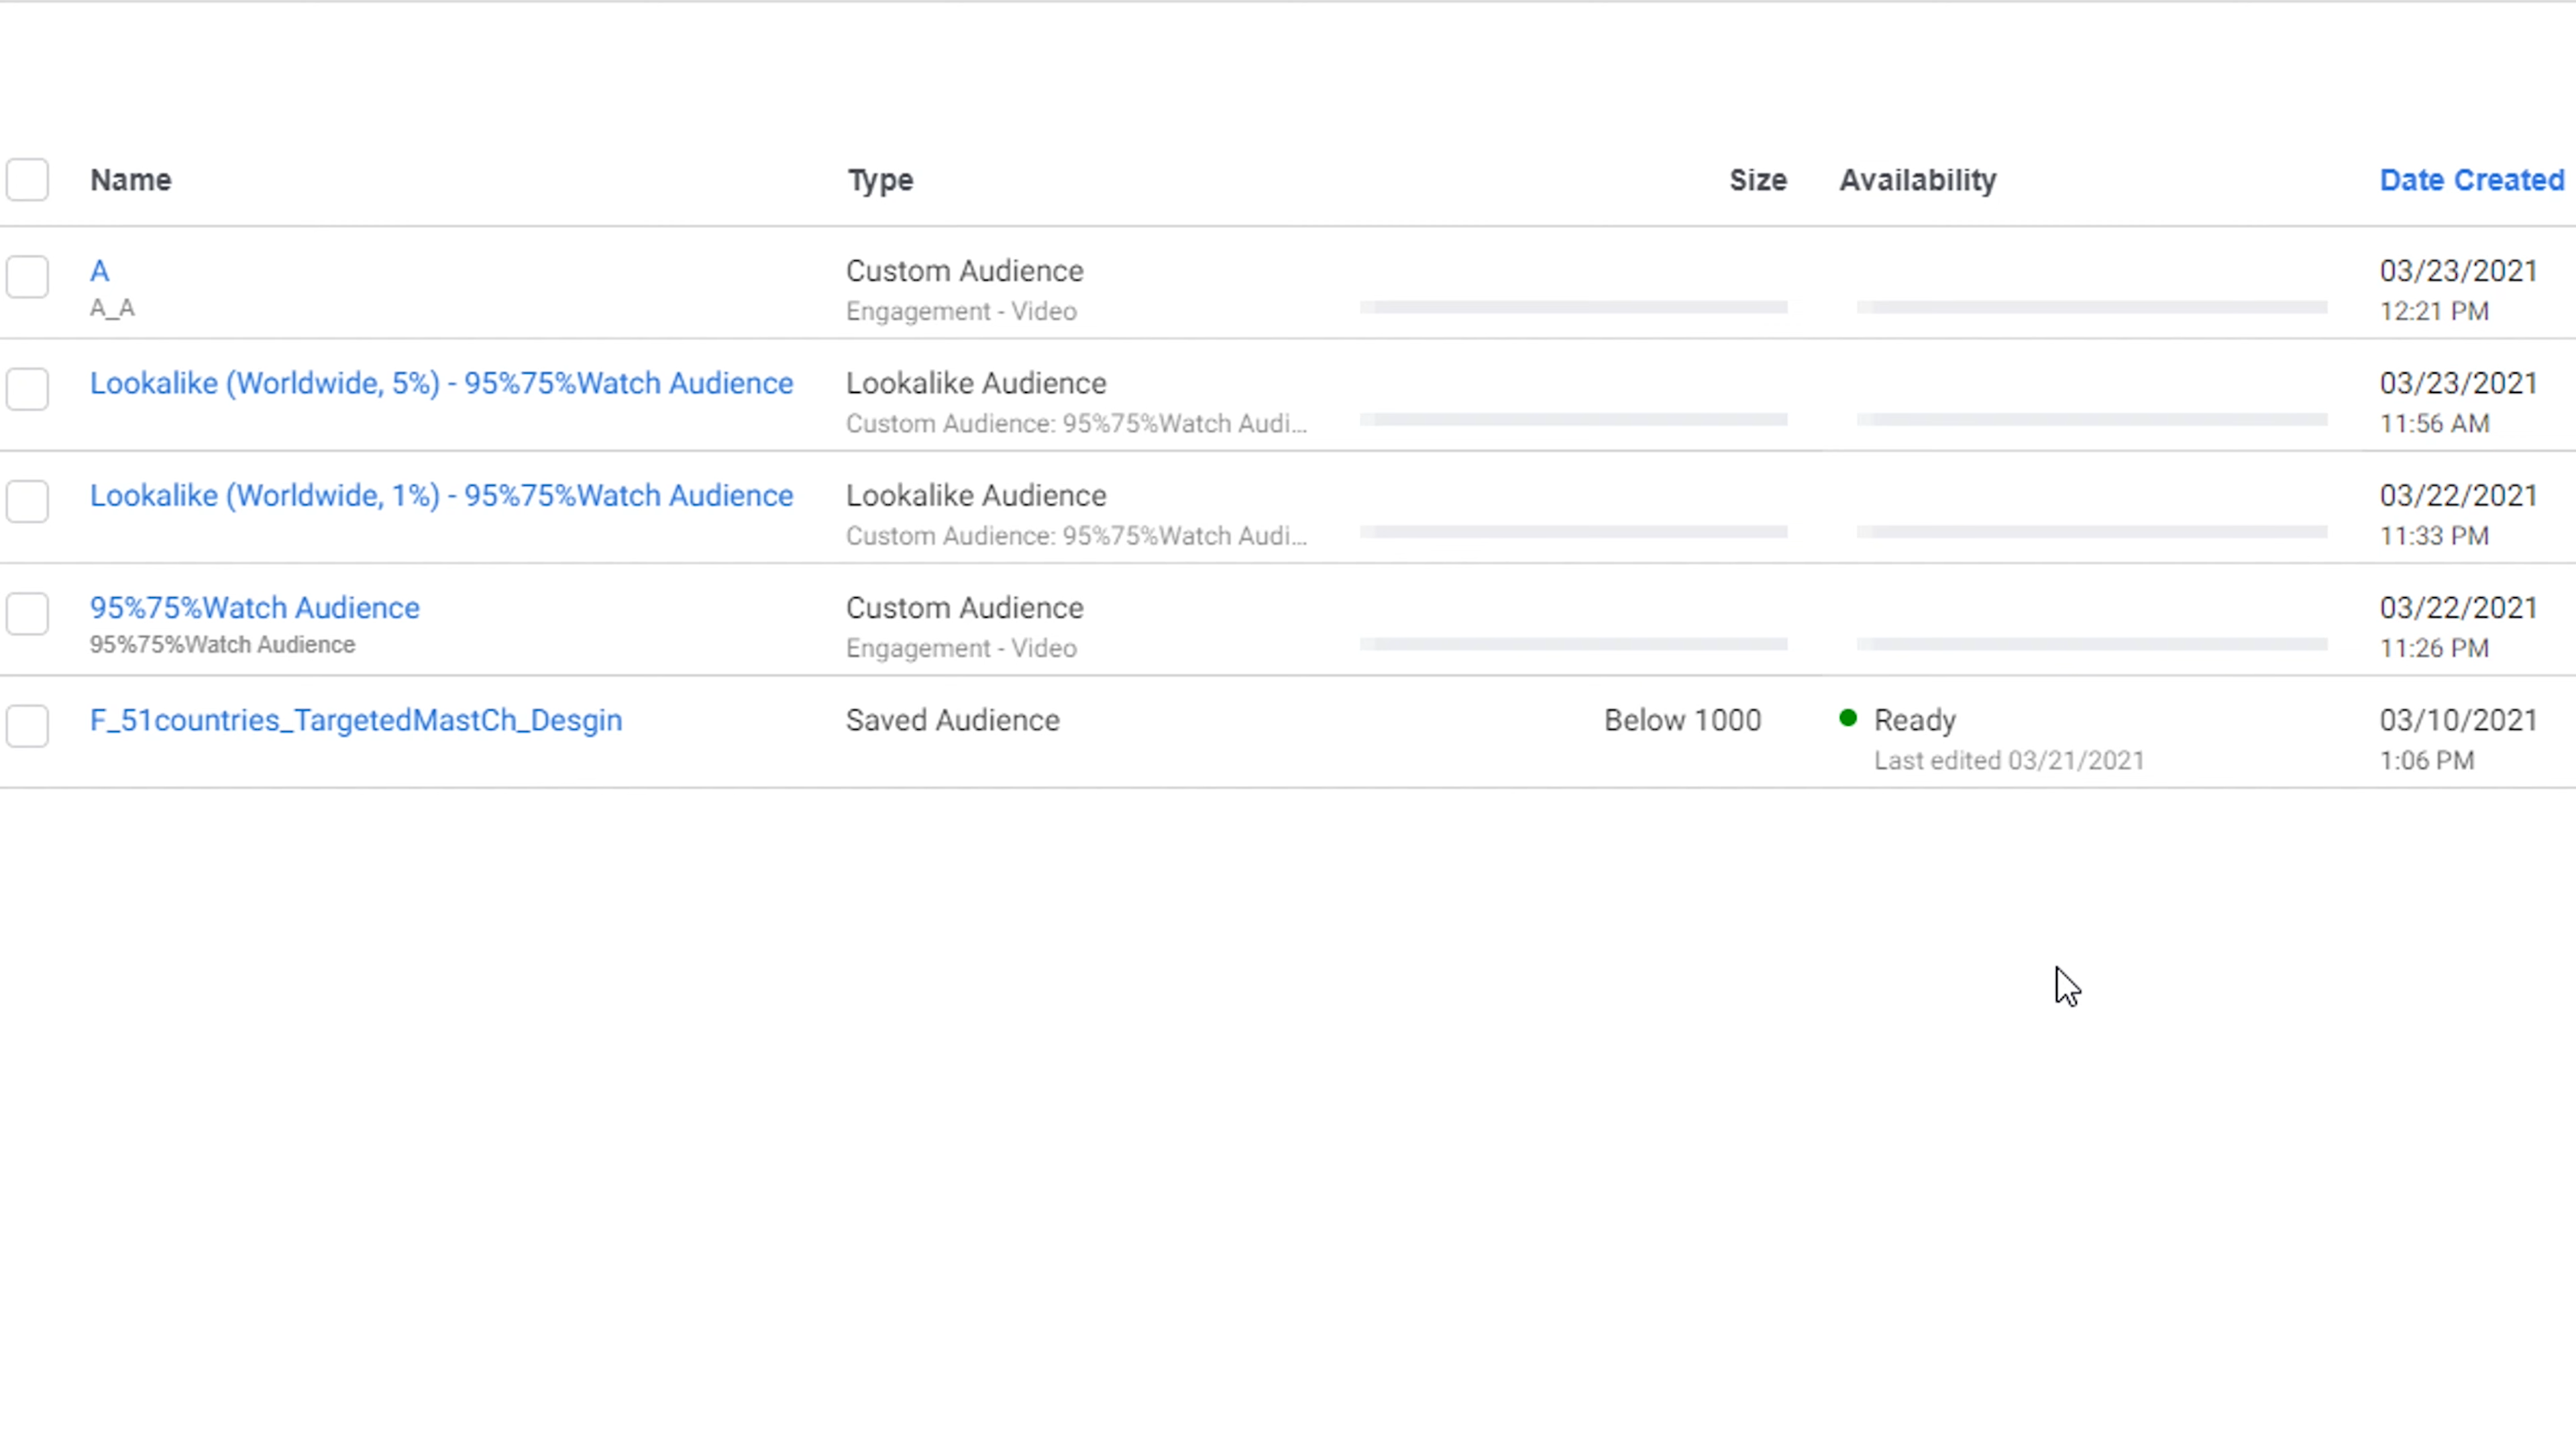 Name Type Size Availability Date Created
A Custom Audience 03/23/2021
A_A Engagement - Video 12:21 PM
Lookalike (Worldwide, 5%) - 95%75%Watch Audience Lookalike Audience 03/23/2021
Custom Audience: 95%75%Watch Audi... 11:56 AM
Lookalike (Worldwide, 1%) - 95%75%Watch Audience Lookalike Audience 03/22/2021
Custom Audience: 95%75%Watch Audi... 11:33 PM
95%75%Watch Audience Custom Audience 03/22/2021
95%75%Watch Audience Engagement - Video 11:26 PM
F_51countries_TargetedMastCh_Desgin Saved Audience Below 1000 Ready 03/10/2021
Last edited 03/21/2021 1:06 PM